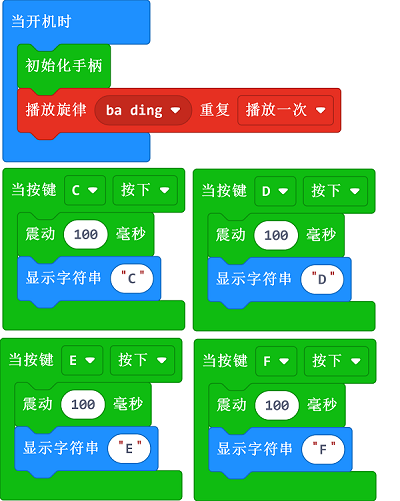 当开机时
初始化手柄
播放旋律 ba ding 重复 播放一次
当按键 C 按下
震动 100 毫秒
显示字符串 "C"
当按键 D 按下
震动 100 毫秒
显示字符串 "D"
当按键 E 按下
震动 100 毫秒
显示字符串 "E"
当按键 F 按下
震动 100 毫秒
显示字符串 "F"